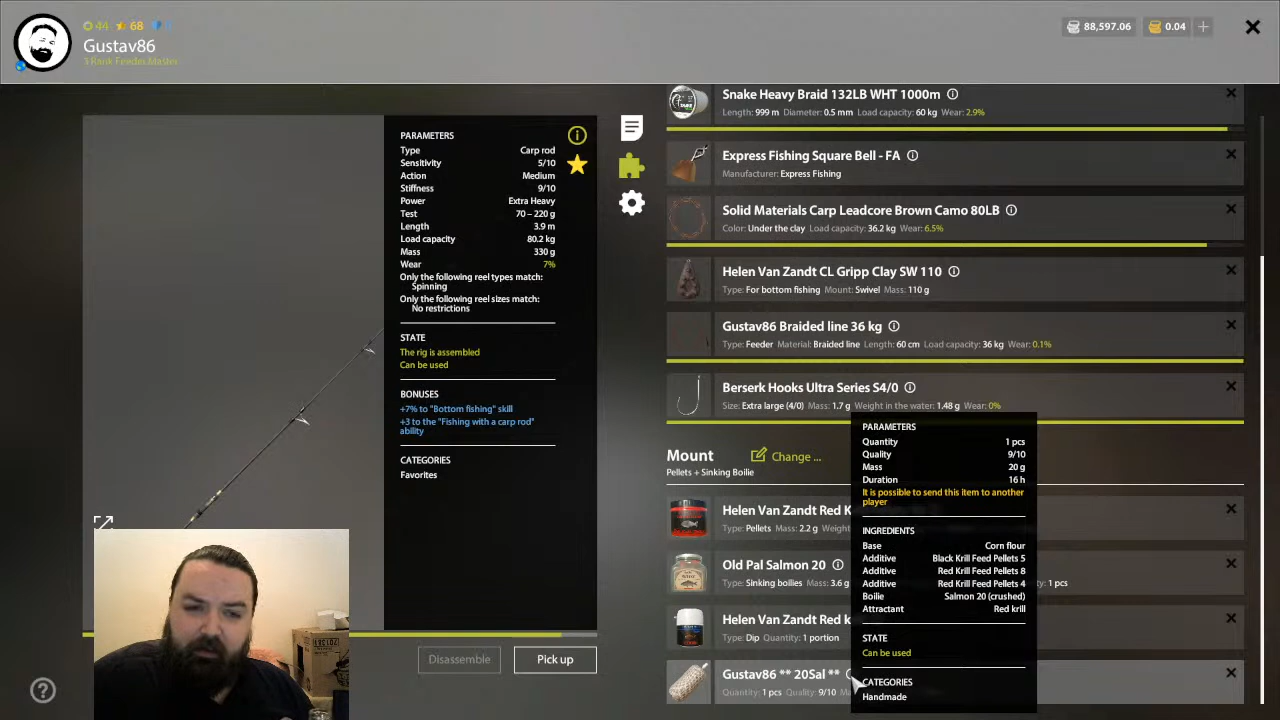 44 68
Gustav86
3 Rank Feeder Master
88,597.06
0.04
PARAMETERS
Type Carp rod
Sensitivity 5/10
Action Medium
Stiffness 9/10
Power Extra Heavy
Test 70 – 220 g
Length 3.9 m
Load capacity 80.2 kg
Mass 330 g
Wear 7%
Only the following reel types match:
Spinning
Only the following reel sizes match:
No restrictions
STATE
The rig is assembled
Can be used
BONUSES
+7% to "Bottom fishing" skill
+3 to the "Fishing with a carp rod"
ability
CATEGORIES
Favorites
Disassemble
Pick up
Snake Heavy Braid 132LB WHT 1000m
Length: 999 m Diameter: 0.5 mm Load capacity: 60 kg Wear: 2.9%
Express Fishing Square Bell - FA
Manufacturer: Express Fishing
Solid Materials Carp Leadcore Brown Camo 80LB
Color: Under the clay Load capacity: 36.2 kg Wear: 6.5%
Helen Van Zandt CL Gripp Clay SW 110
Type: For bottom fishing Mount: Swivel Mass: 110 g
Gustav86 Braided line 36 kg
Type: Feeder Material: Braided line Length: 60 cm Load capacity: 36 kg Wear: 0.1%
Berserk Hooks Ultra Series S4/0
Size: Extra large (4/0) Mass: 1.7 g Weight in the water: 1.48 g Wear: 0%
Mount
Change ...
Pellets + Sinking Boilie
Helen Van Zandt Red K
Type: Pellets Mass: 2.2 g Weight
Old Pal Salmon 20
Type: Sinking boilies Mass: 3.6 g
ty: 1 pcs
Helen Van Zandt Red k
Type: Dip Quantity: 1 portion
Gustav86 ** 20Sal **
Quantity: 1 pcs Quality: 9/10 Ma
PARAMETERS
Quantity 1 pcs
Quality 9/10
Mass 20 g
Duration 16 h
It is possible to send this item to another
player
INGREDIENTS
Base Corn flour
Additive Black Krill Feed Pellets 5
Additive Red Krill Feed Pellets 8
Additive Red Krill Feed Pellets 4
Boilie Salmon 20 (crushed)
Attractant Red krill
STATE
Can be used
CATEGORIES
Handmade